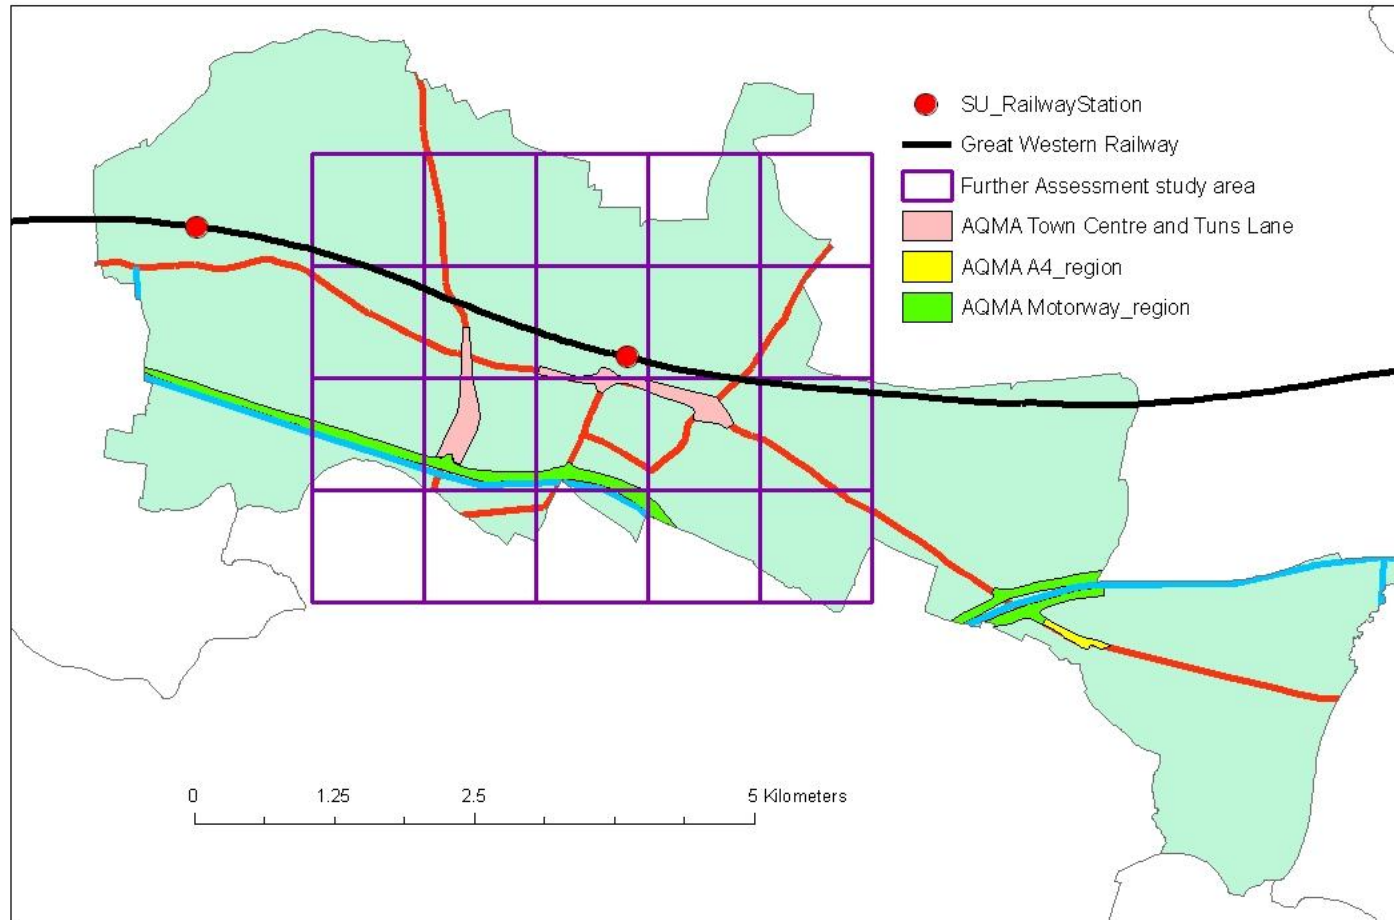 SU_RailwayStation
Great Western Railway
Further Assessment study area
AQMA Town Centre and Tuns Lane
AQMA A4_region
AQMA Motorway_region
0 1.25 2.5 5 Kilometers